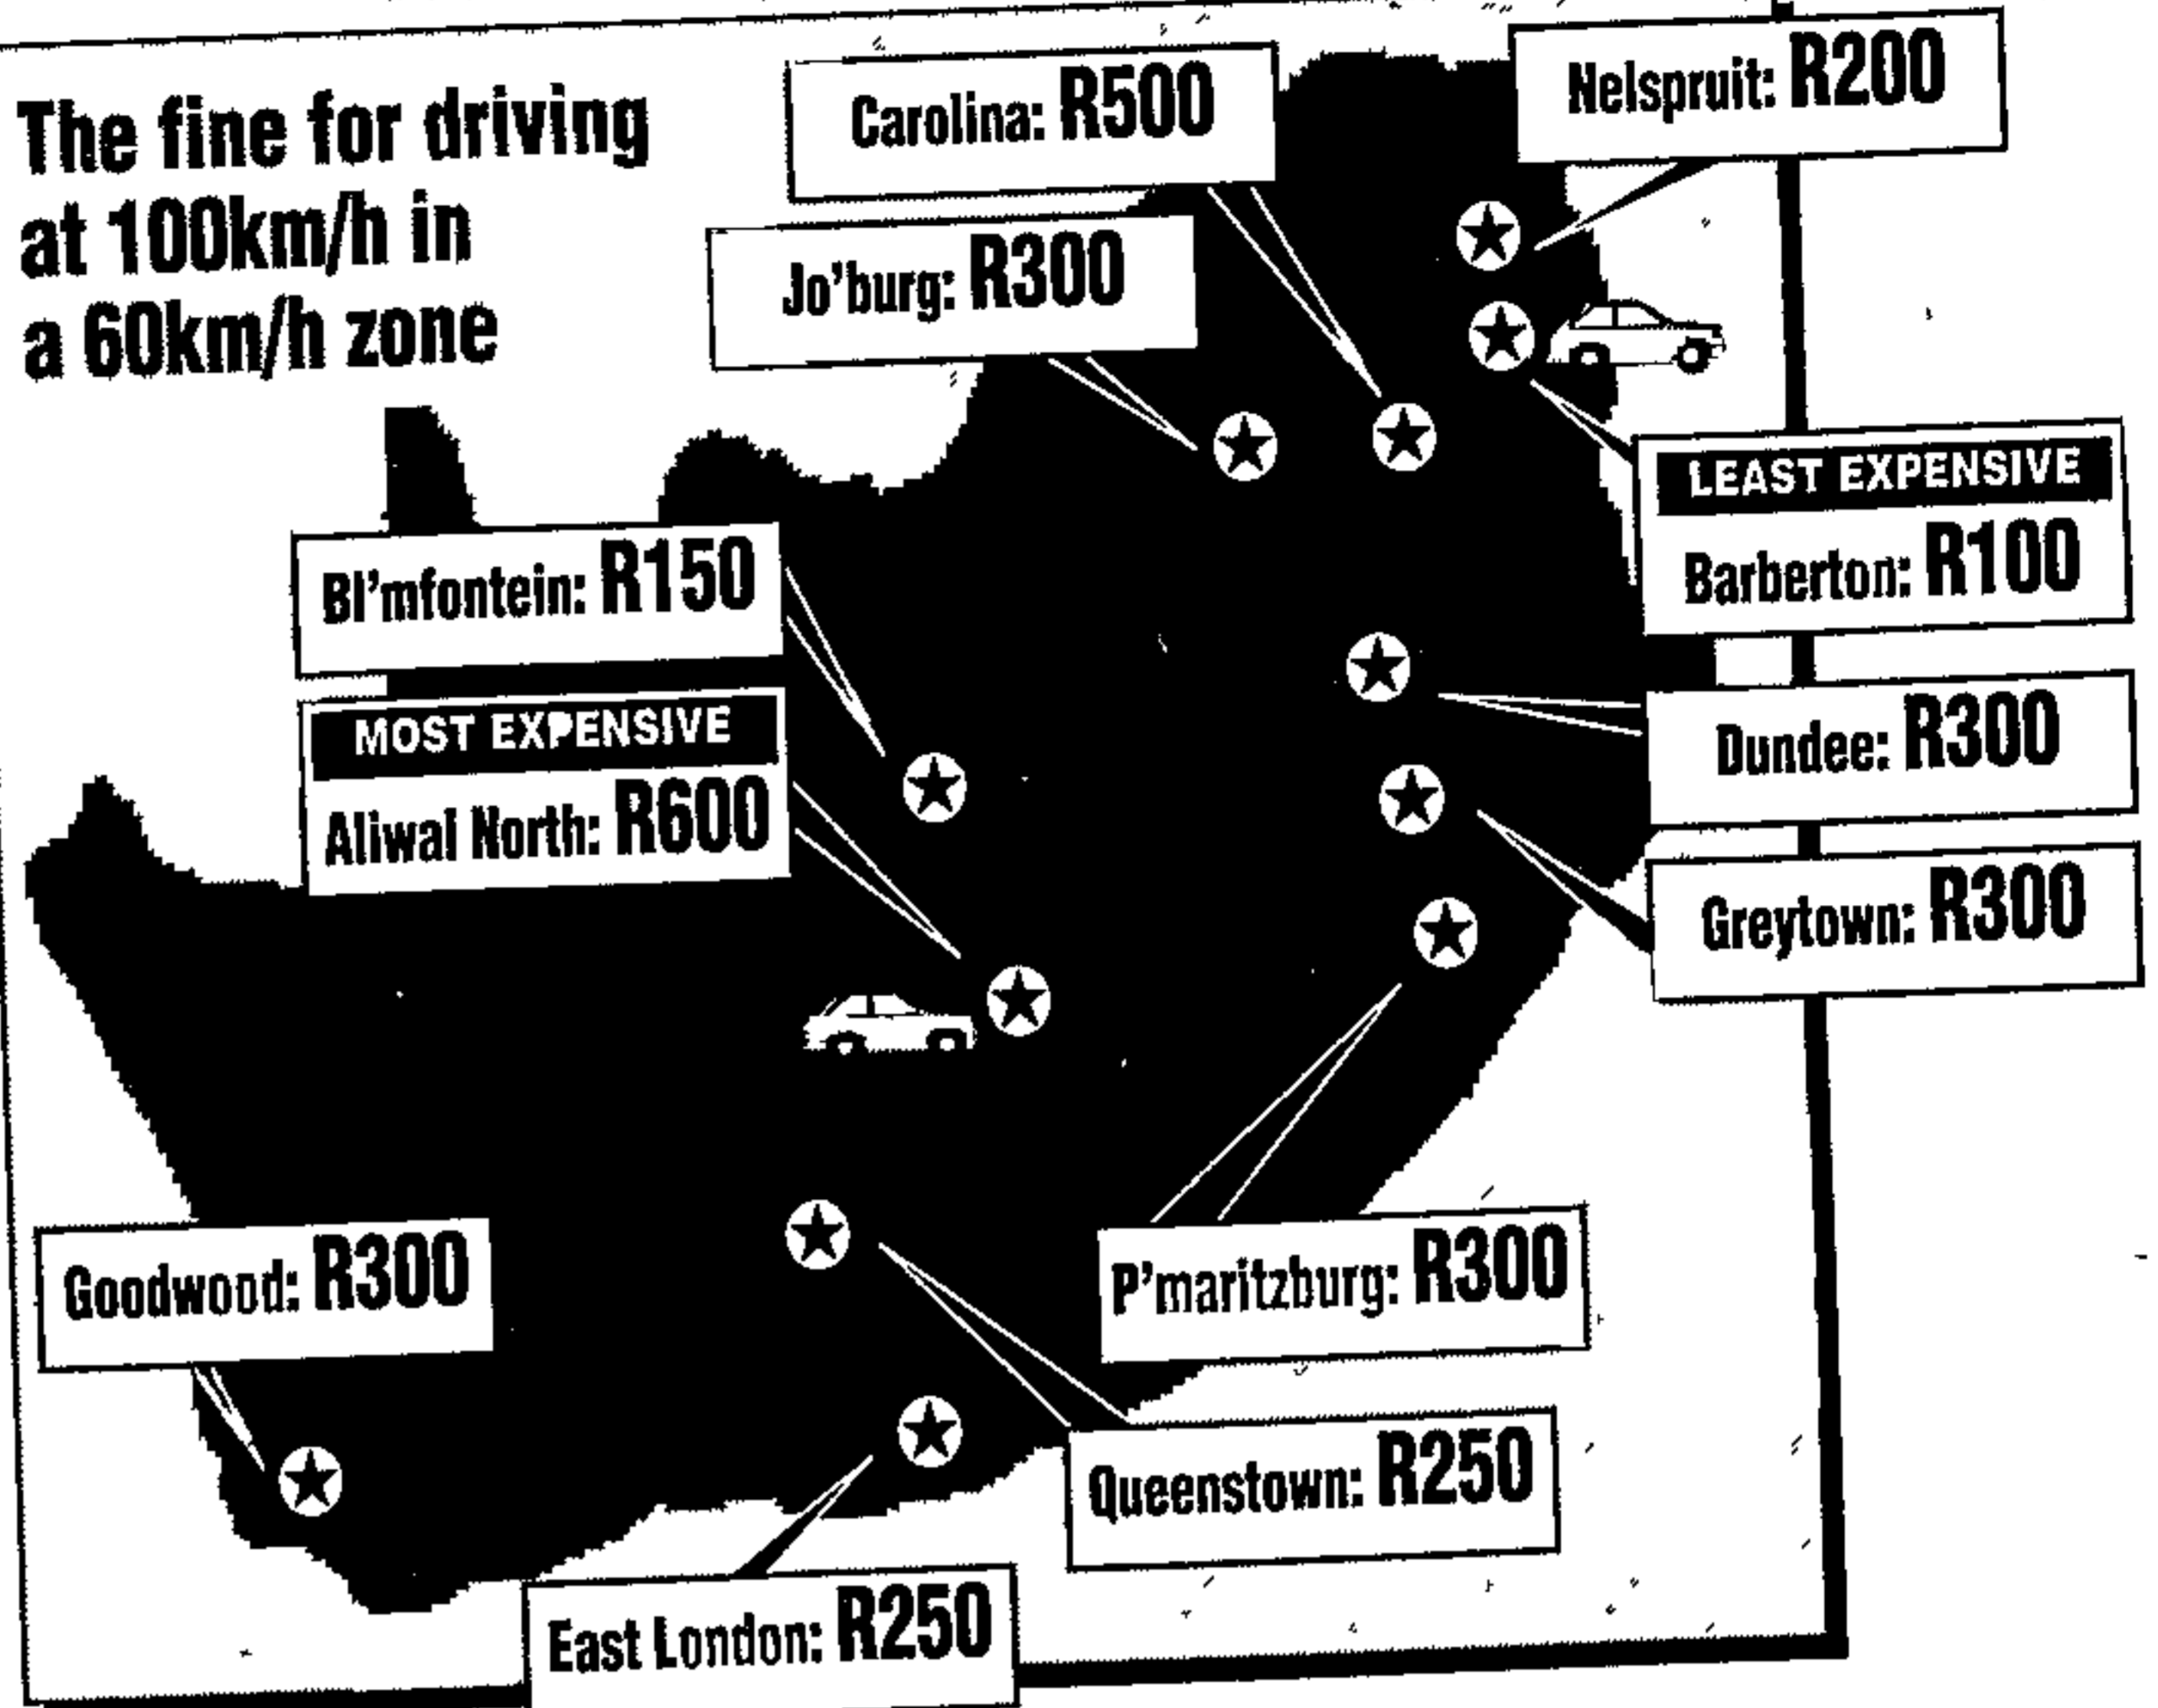 The fine for driving
at 100km/h in
a 60km/h zone
Carolina: R500
Nelspruit: R200
Jo'burg: R300
LEAST EXPENSIVE
Barberton: R100
Bl'mfontein: R150
MOST EXPENSIVE
Aliwal North: R600
Dundee: R300
Greytown: R300
Goodwood: R300
P'maritzburg: R300
Queenstown: R250
East London: R250